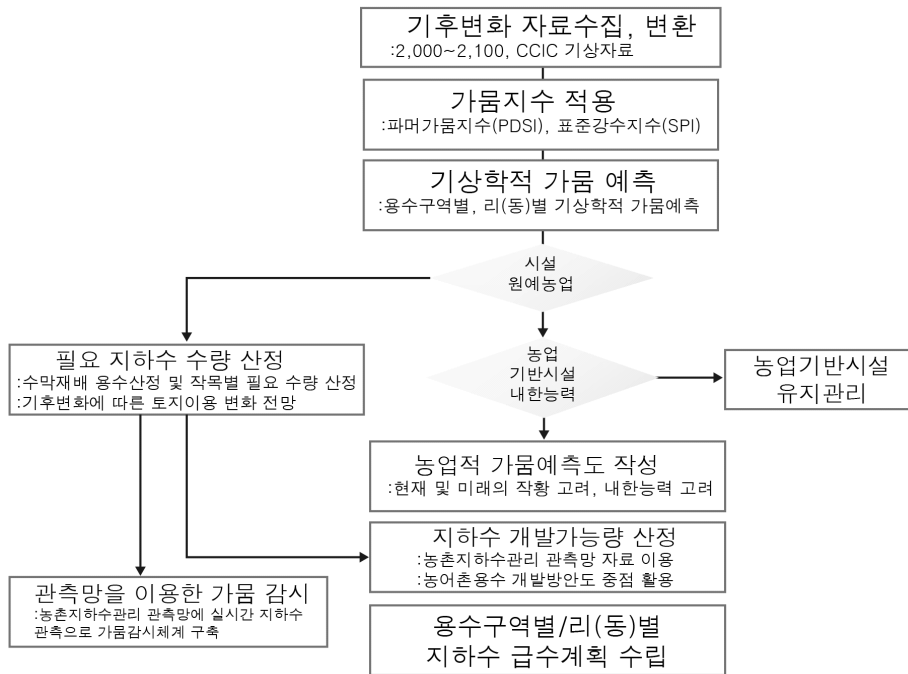 기후변화 자료수집, 변환
:2,000~2,100, CCIC 기상자료
가뭄지수 적용
:파머가뭄지수(PDSI), 표준강수지수(SPI)
기상학적 가뭄 예측
:용수구역별, 리(동)별 기상학적 가뭄예측
시설
원예농업
필요 지하수 수량 산정
:수막재배 용수산정 및 작목별 필요 수량 산정
:기후변화에 따른 토지이용 변화 전망
농업
기반시설
내한능력
농업기반시설
유지관리
농업적 가뭄예측도 작성
:현재 및 미래의 작황 고려, 내한능력 고려
지하수 개발가능량 산정
:농촌지하수관리 관측망 자료 이용
:농어촌용수 개발방안도 중점 활용
관측망을 이용한 가뭄 감시
:농촌지하수관리 관측망에 실시간 지하수
관측으로 가뭄감시체계 구축
용수구역별/리(동)별
지하수 급수계획 수립